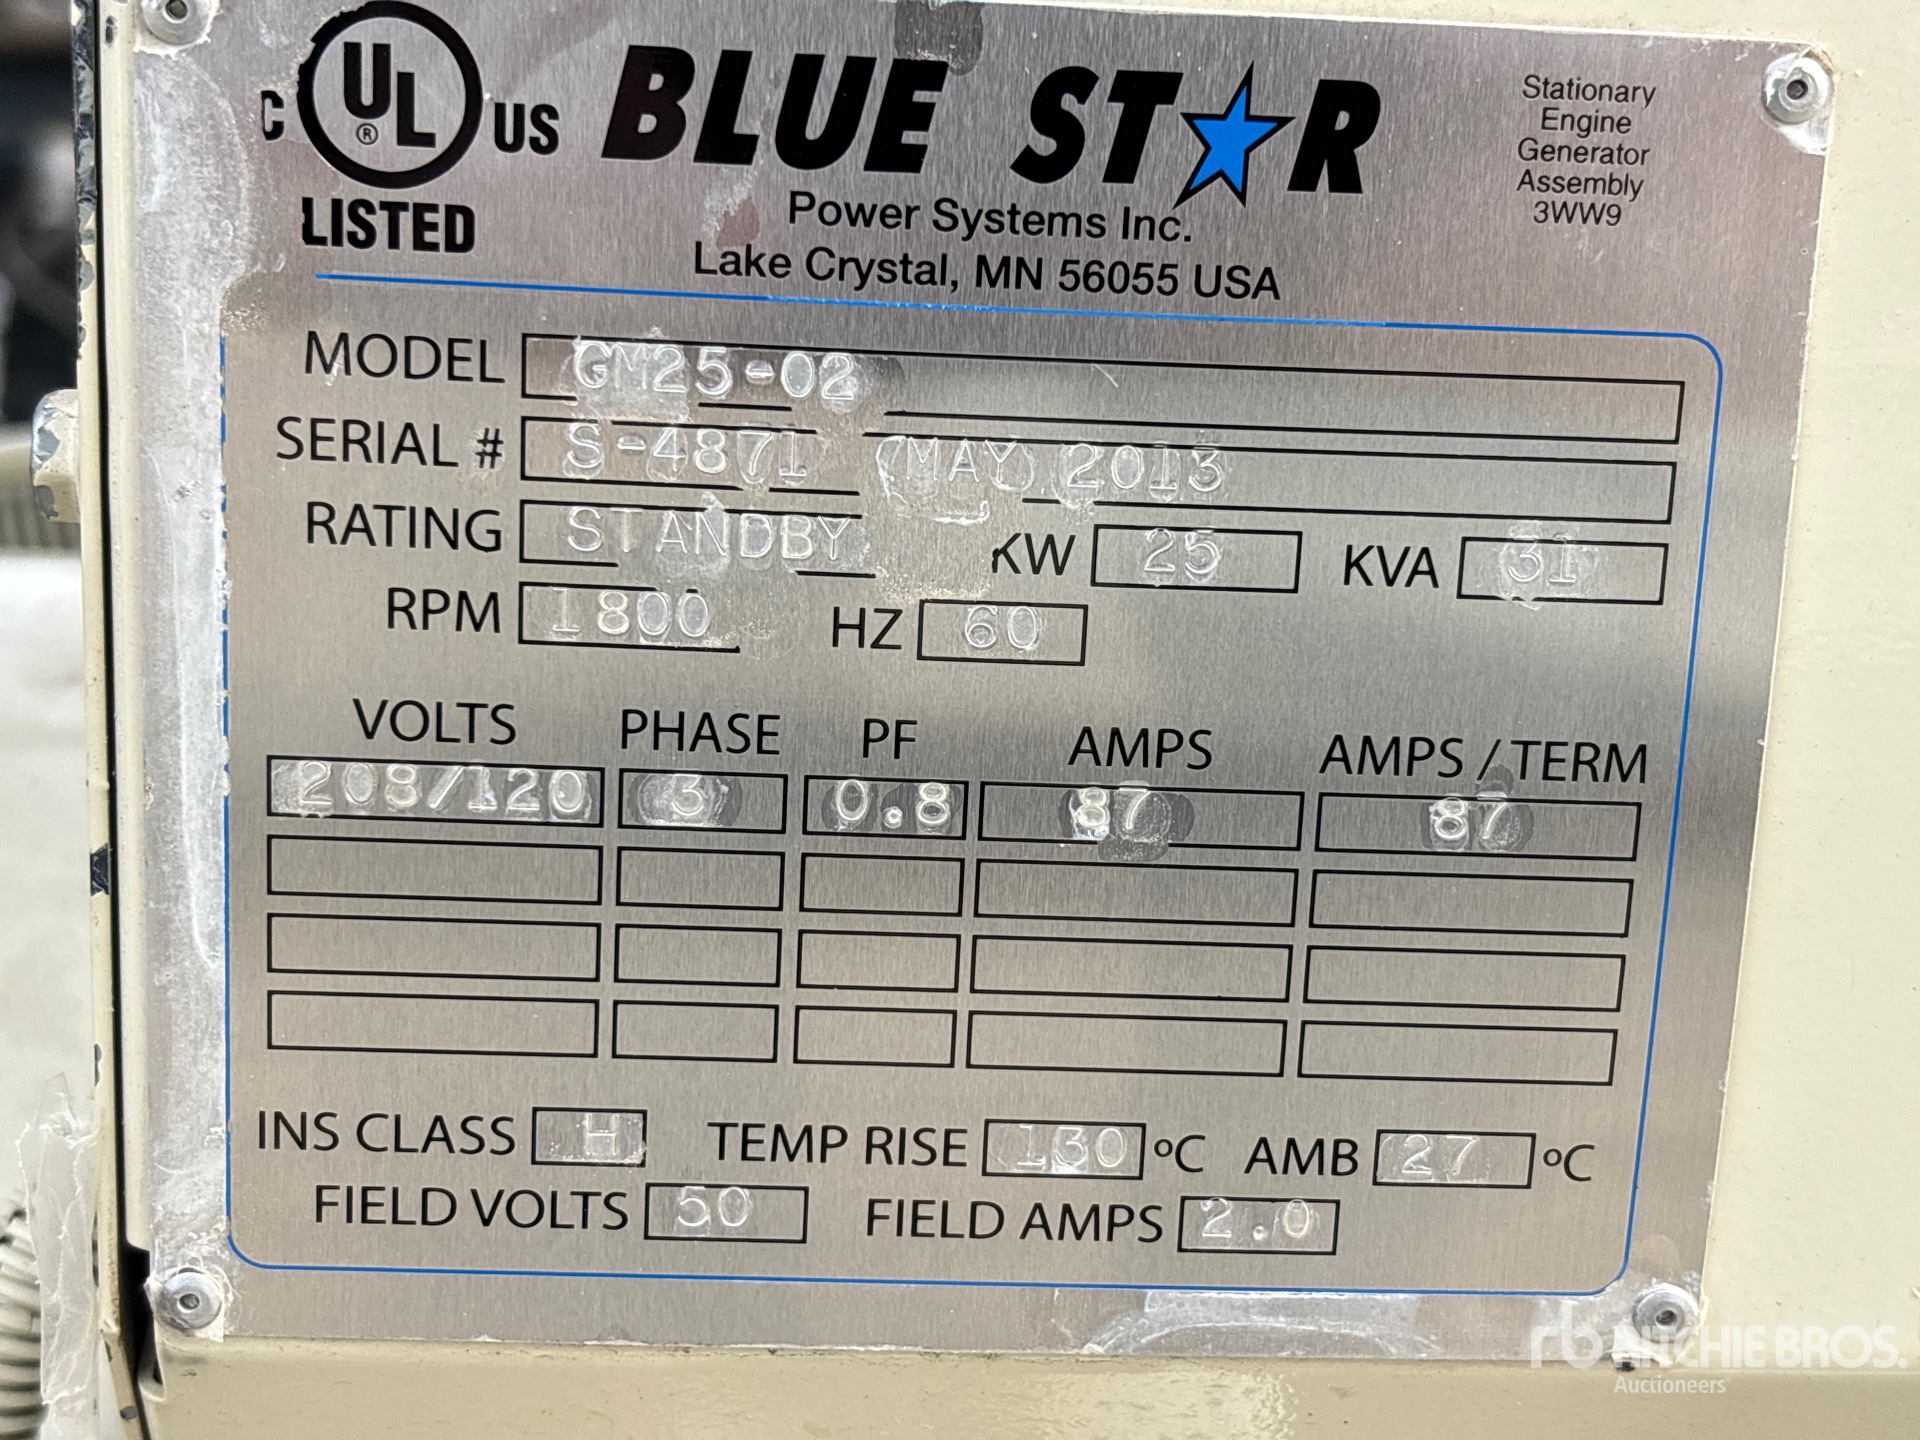 C UL ® US
LISTED
BLUE STAR
Power Systems Inc.
Lake Crystal, MN 56055 USA
Stationary
Engine
Generator
Assembly
3WW9
MODEL GM25-02
SERIAL # S-4871 (MAY 2013
RATING STANDBY KW 25 KVA 31
RPM 1800 HZ 60
VOLTS PHASE PF AMPS AMPS / TERM
208/120 3 0.8 87 87
INS CLASS H TEMP RISE 130 °C AMB 27 °C
FIELD VOLTS 50 FIELD AMPS 2.0
rb RITCHIE BROS.
Auctioneers